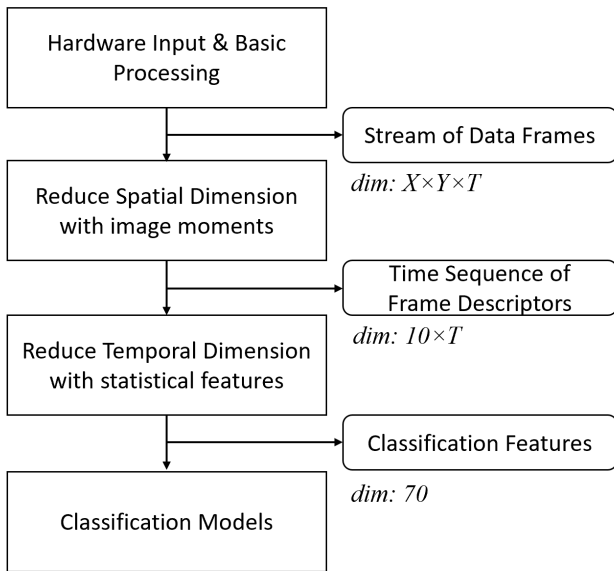 Hardware Input & Basic
Processing
Stream of Data Frames
dim: X×Y×T
Reduce Spatial Dimension
with image moments
Time Sequence of
Frame Descriptors
dim: 10×T
Reduce Temporal Dimension
with statistical features
Classification Features
dim: 70
Classification Models